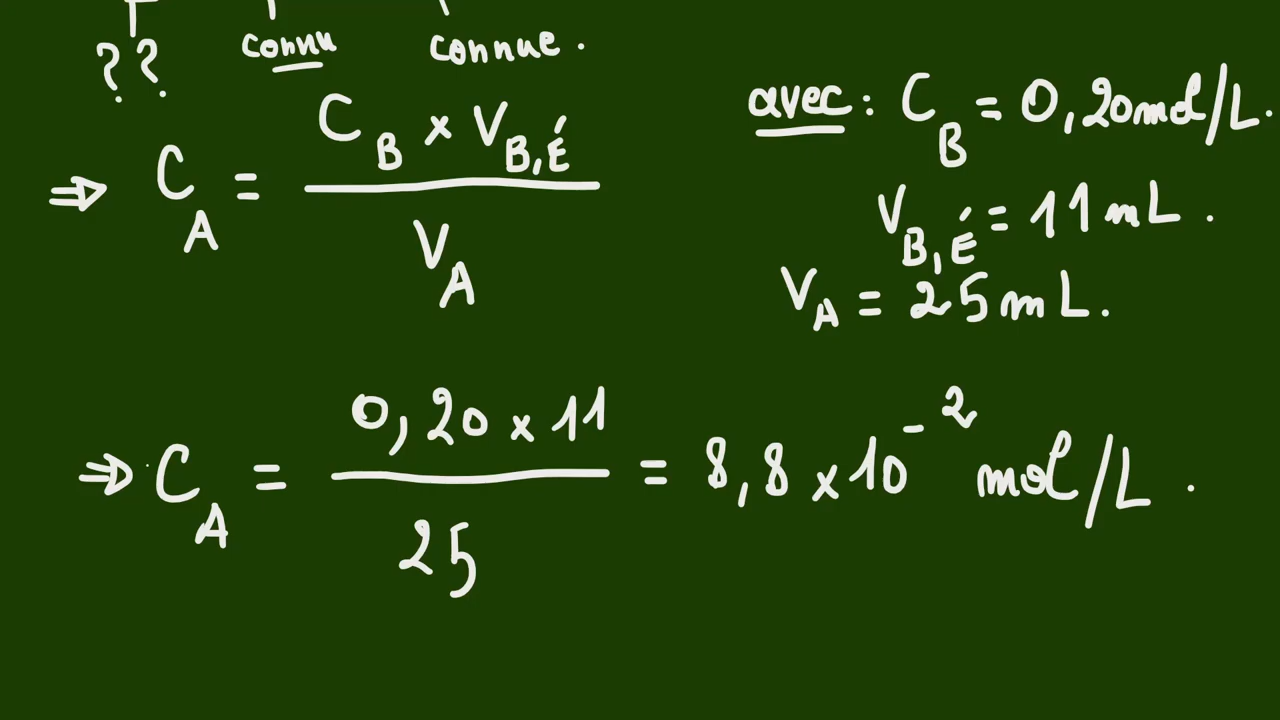 ?? connu connue.
⇒ C_A = (C_B × V_B,É) / V_A
avec : C_B = 0,20 mol/L.
V_B,É = 11 mL.
V_A = 25 mL.
⇒ C_A = (0,20 × 11) / 25 = 8,8 × 10⁻² mol/L.